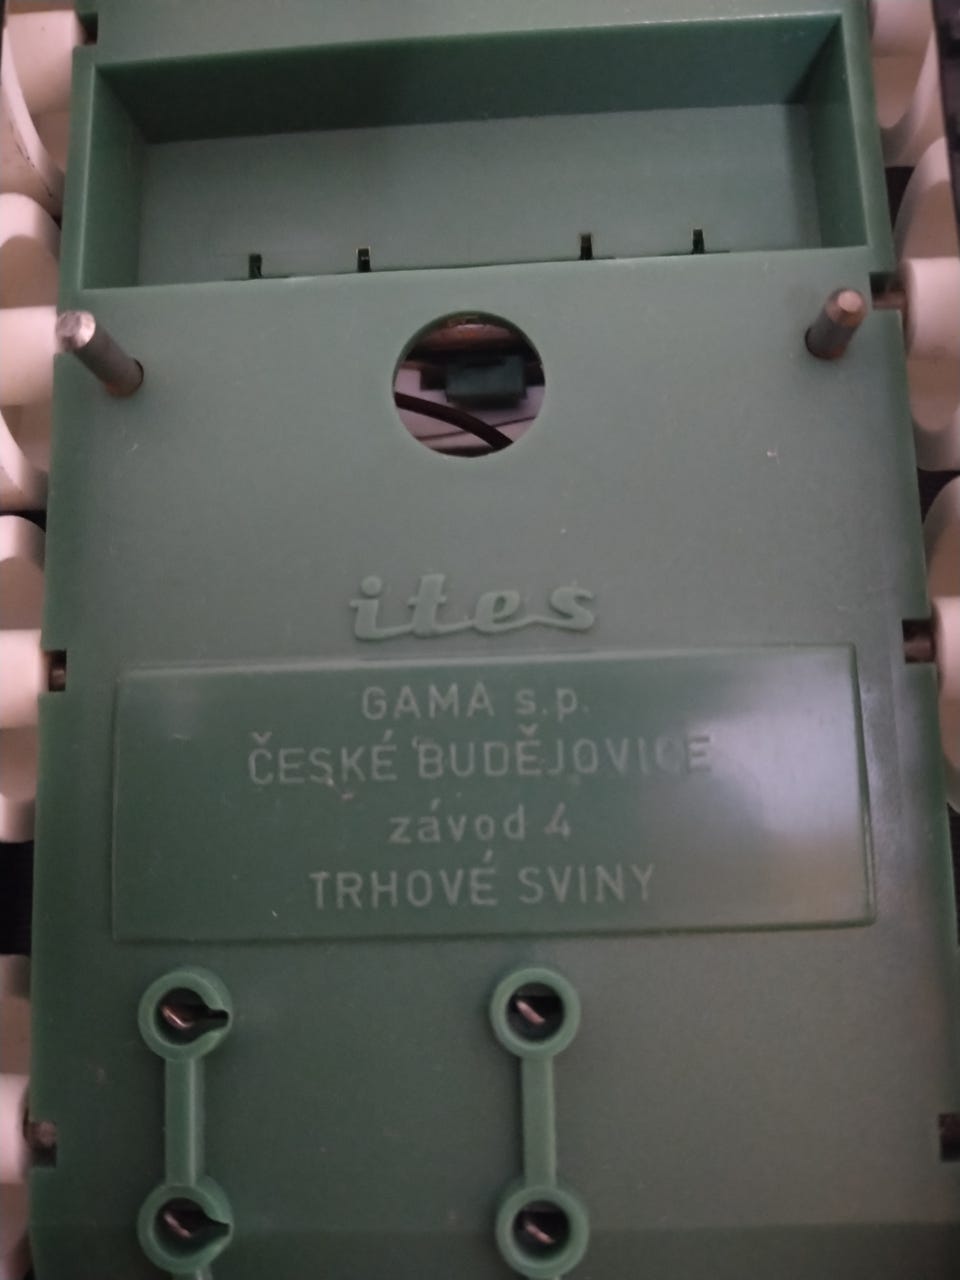 ites
GAMA s.p.
ČESKÉ BUDĚJOVICE
závod 4
TRHOVÉ SVINY